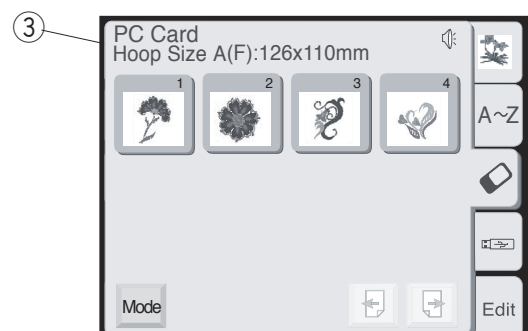 3
PC Card
Hoop Size A(F):126x110mm
1 2 3 4
A~Z
Mode
Edit